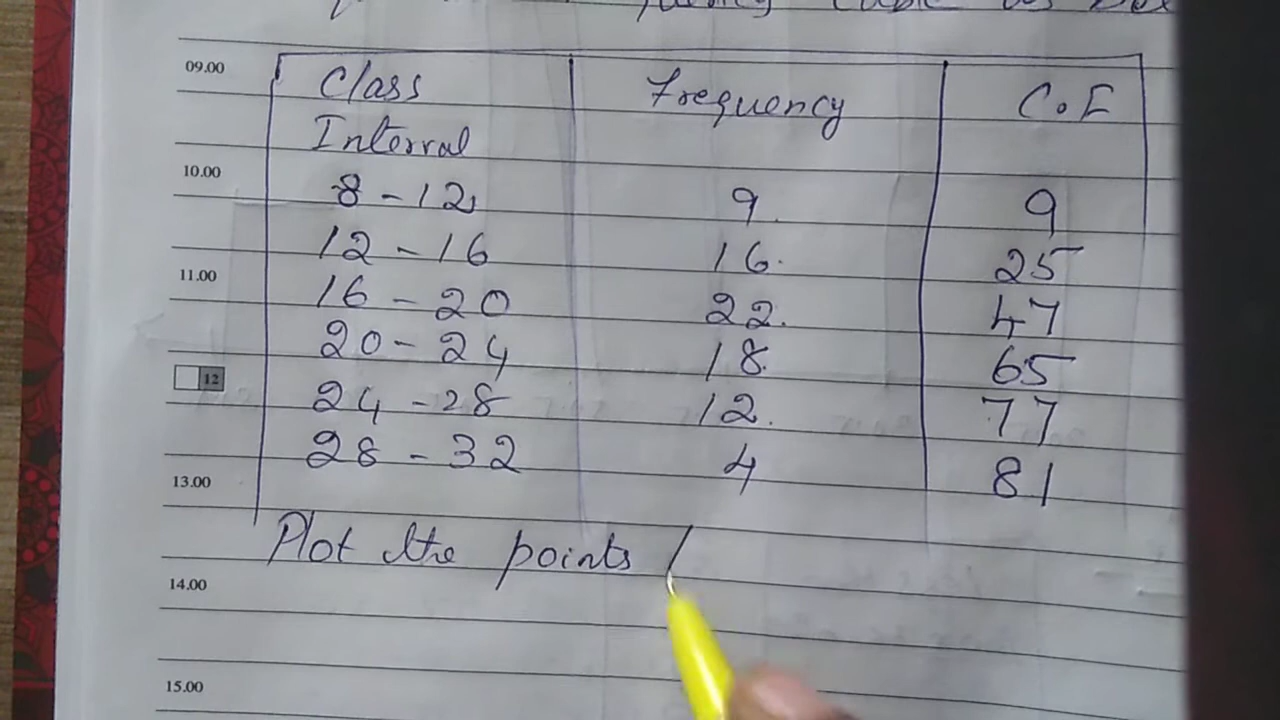 09.00
Class Interval Frequency C.F
10.00
8 - 12 9 9
12 - 16 16 25
11.00
16 - 20 22 47
20 - 24 18 65
12
24 - 28 12 77
28 - 32 4 81
13.00
Plot the points (
14.00
15.00